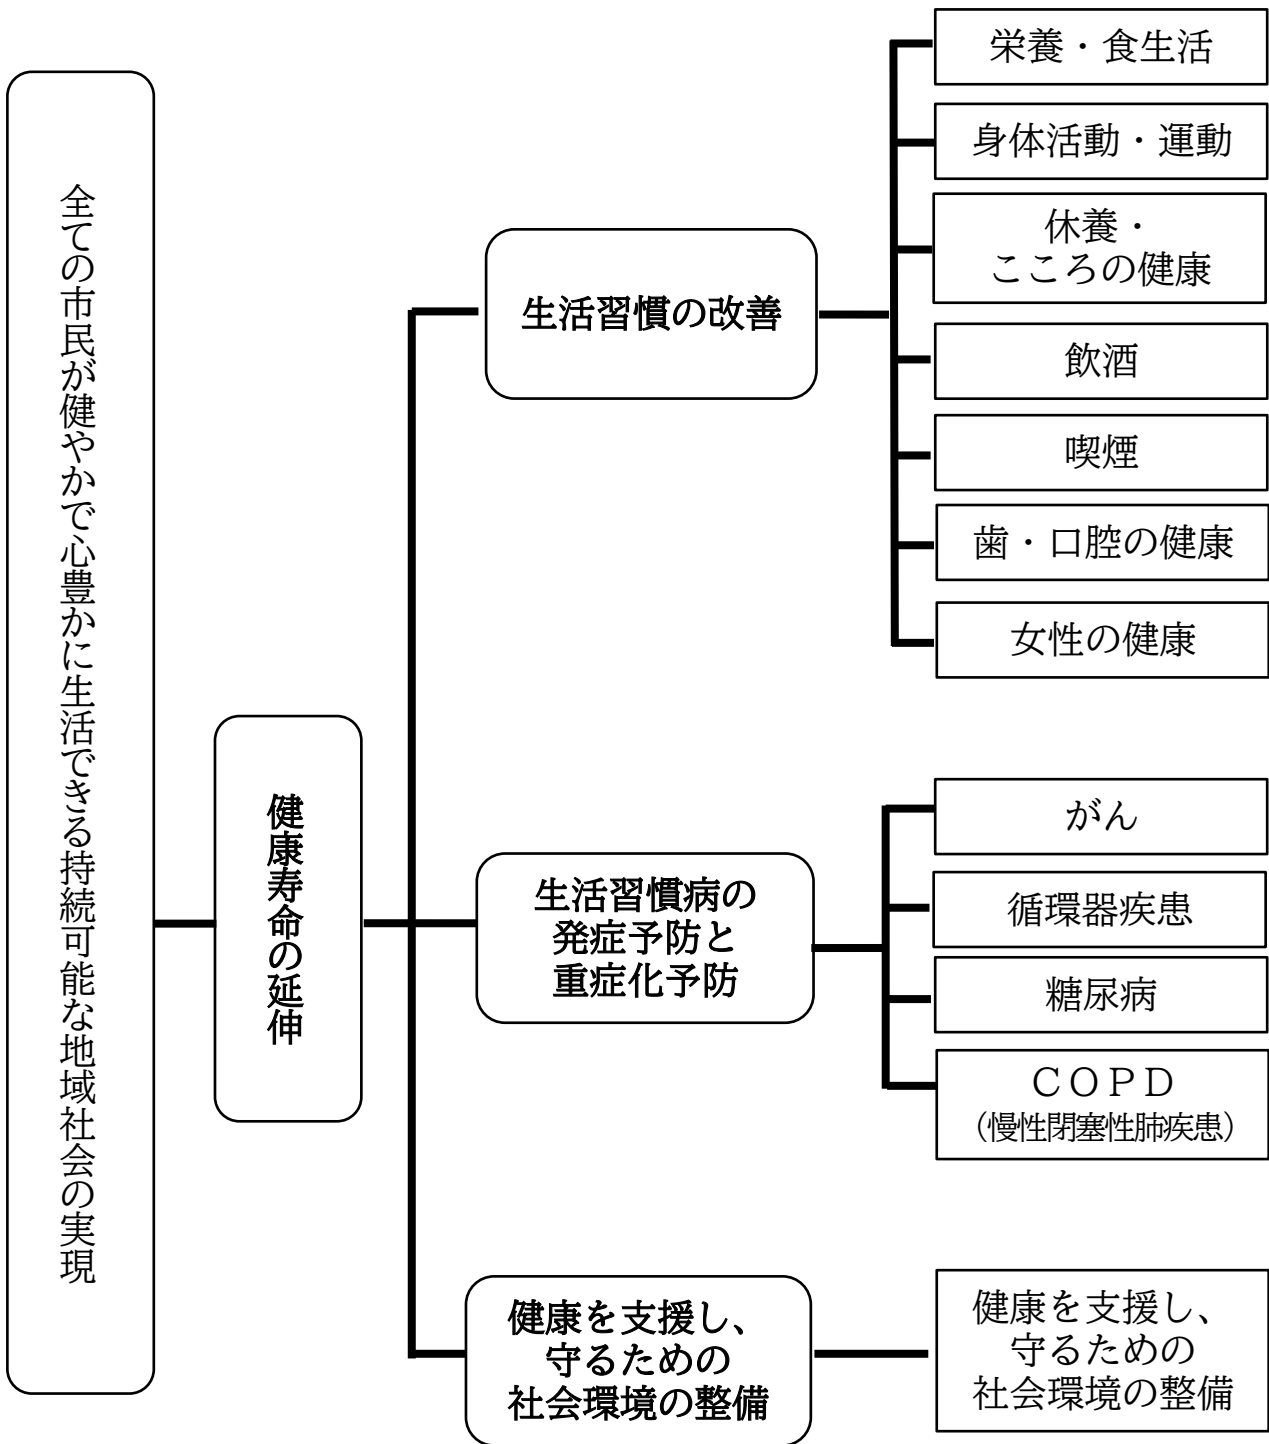 全ての市民が健やかで心豊かに生活できる持続可能な地域社会の実現
健康寿命の延伸
生活習慣の改善
栄養・食生活
身体活動・運動
休養・
こころの健康
飲酒
喫煙
歯・口腔の健康
女性の健康
生活習慣病の
発症予防と
重症化予防
がん
循環器疾患
糖尿病
ＣＯＰＤ
（慢性閉塞性肺疾患）
健康を支援し、
守るための
社会環境の整備
健康を支援し、
守るための
社会環境の整備